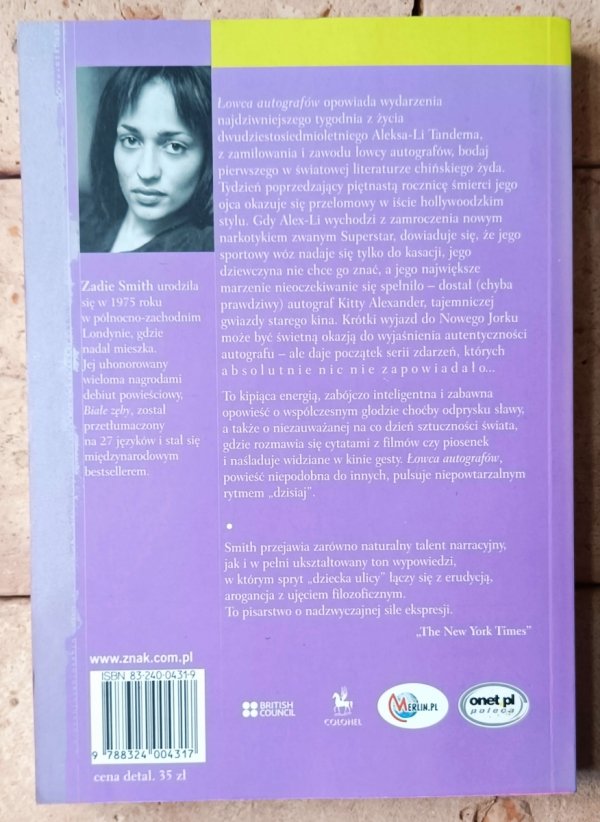 Łowca autografów opowiada wydarzenia
najdziwniejszego tygodnia z życia
dwudziestosiedmioletniego Aleksa-Li Tandema,
z zamiłowania i zawodu łowcy autografów, bodaj
pierwszego w światowej literaturze chińskiego żyda.
Tydzień poprzedzający piętnastą rocznicę śmierci jego
ojca okazuje się przełomowy w iście hollywoodzkim
stylu. Gdy Alex-Li wychodzi z zamroczenia nowym
narkotykiem zwanym Superstar, dowiaduje się, że jego
sportowy wóz nadaje się tylko do kasacji, jego
dziewczyna nie chce go znać, a jego największe
marzenie nieoczekiwanie się spełniło – dostał (chyba
prawdziwy) autograf Kitty Alexander, tajemniczej
gwiazdy starego kina. Krótki wyjazd do Nowego Jorku
może być świetną okazją do wyjaśnienia autentyczności
autografu – ale daje początek serii zdarzeń, których
absolutnie nic nie zapowiadało...
To kipiąca energią, zabójczo inteligentna i zabawna
opowieść o współczesnym głodzie choćby odprysku sławy,
a także o niezauważanej na co dzień sztuczności świata,
gdzie rozmawia się cytatami z filmów czy piosenek
i naśladuje widziane w kinie gesty. Łowca autografów,
powieść niepodobna do innych, pulsuje niepowtarzalnym
rytmem „dzisiaj”.
Smith przejawia zarówno naturalny talent narracyjny,
jak i w pełni ukształtowany ton wypowiedzi,
w którym spryt „dziecka ulicy” łączy się z erudycją,
arogancja z ujęciem filozoficznym.
To pisarstwo o nadzwyczajnej sile ekspresji.
„The New York Times”
Zadie Smith urodziła
się w 1975 roku
w północno-zachodnim
Londynie, gdzie
nadal mieszka.
Jej uhonorowany
wieloma nagrodami
debiut powieściowy,
Białe zęby, został
przetłumaczony
na 27 języków i stał się
międzynarodowym
bestsellerem.
www.znak.com.pl
ISBN 83-240-0431-9
9 788324 004317
cena detal. 35 zł
BRITISH
COUNCIL
COLONEL
MERLIN.PL
onet.pl
poleca